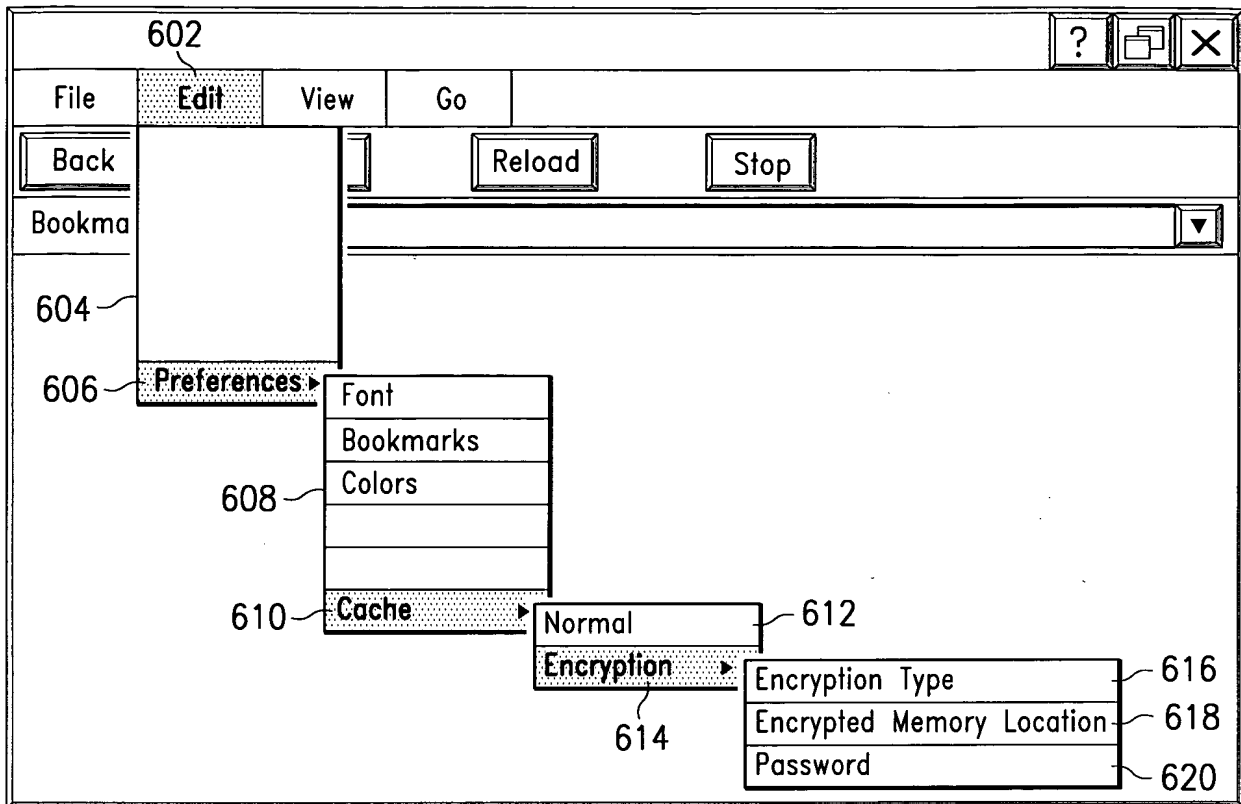 602
?
File Edit View Go
Back Reload Stop
Bookma
604
606 Preferences
Font
Bookmarks
608 Colors
610 Cache
Normal 612
Encryption
614
Encryption Type 616
Encrypted Memory Location 618
Password 620